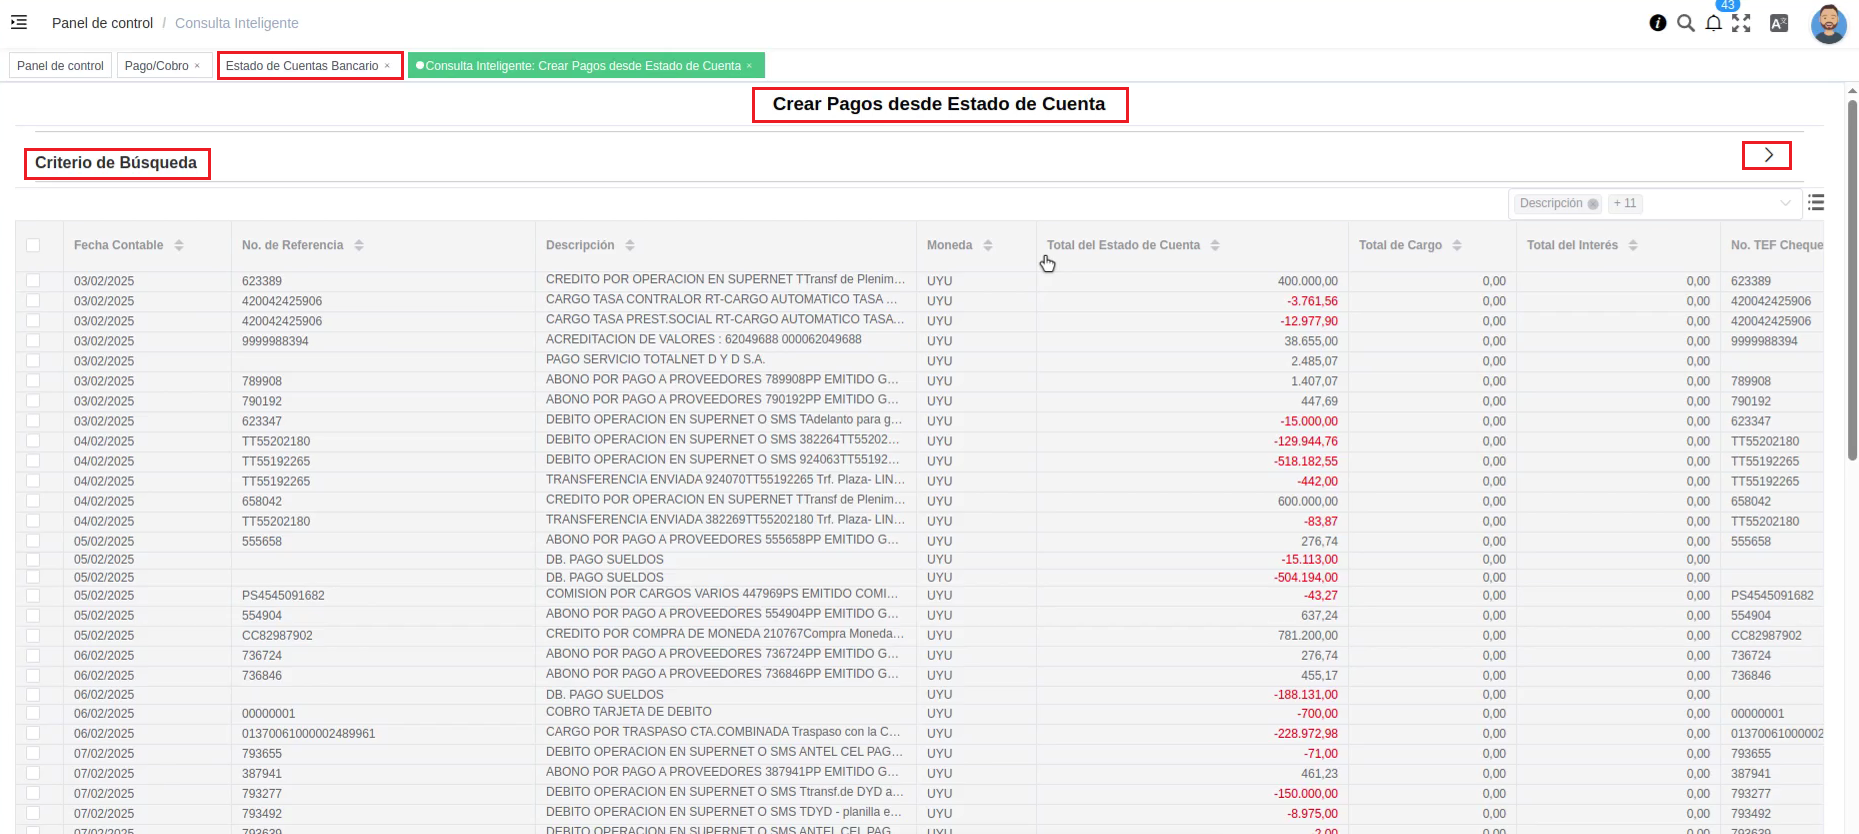 Panel de control / Consulta Inteligente
43
Panel de control
Pago/Cobro ×
Estado de Cuentas Bancario ×
Consulta Inteligente: Crear Pagos desde Estado de Cuenta ×
Crear Pagos desde Estado de Cuenta
Criterio de Búsqueda
Descripción + 11
Fecha Contable No. de Referencia Descripción Moneda Total del Estado de Cuenta Total de Cargo Total del Interés No. TEF Cheque
03/02/2025 623389 CREDITO POR OPERACION EN SUPERNET TTransf de Plenim... UYU 400.000,00 0,00 0,00 623389
03/02/2025 420042425906 CARGO TASA CONTRALOR RT-CARGO AUTOMATICO TASA ... UYU -3.761,56 0,00 0,00 420042425906
03/02/2025 420042425906 CARGO TASA PREST.SOCIAL RT-CARGO AUTOMATICO TASA... UYU -12.977,90 0,00 0,00 420042425906
03/02/2025 9999988394 ACREDITACION DE VALORES : 62049688 000062049688 UYU 38.655,00 0,00 0,00 9999988394
03/02/2025 PAGO SERVICIO TOTALNET D Y D S.A. UYU 2.485,07 0,00 0,00
03/02/2025 789908 ABONO POR PAGO A PROVEEDORES 789908PP EMITIDO G... UYU 1.407,07 0,00 0,00 789908
03/02/2025 790192 ABONO POR PAGO A PROVEEDORES 790192PP EMITIDO G... UYU 447,69 0,00 0,00 790192
03/02/2025 623347 DEBITO OPERACION EN SUPERNET O SMS TAdelanto para g... UYU -15.000,00 0,00 0,00 623347
04/02/2025 TT55202180 DEBITO OPERACION EN SUPERNET O SMS 382264TT55202... UYU -129.944,76 0,00 0,00 TT55202180
04/02/2025 TT55192265 DEBITO OPERACION EN SUPERNET O SMS 924063TT55192... UYU -518.182,55 0,00 0,00 TT55192265
04/02/2025 TT55192265 TRANSFERENCIA ENVIADA 924070TT55192265 Trf. Plaza- LIN... UYU -442,00 0,00 0,00 TT55192265
04/02/2025 658042 CREDITO POR OPERACION EN SUPERNET TTransf de Plenim... UYU 600.000,00 0,00 0,00 658042
04/02/2025 TT55202180 TRANSFERENCIA ENVIADA 382269TT55202180 Trf. Plaza- LIN... UYU -83,87 0,00 0,00 TT55202180
05/02/2025 555658 ABONO POR PAGO A PROVEEDORES 555658PP EMITIDO G... UYU 276,74 0,00 0,00 555658
05/02/2025 DB. PAGO SUELDOS UYU -15.113,00 0,00 0,00
05/02/2025 DB. PAGO SUELDOS UYU -504.194,00 0,00 0,00
05/02/2025 PS4545091682 COMISION POR CARGOS VARIOS 447969PS EMITIDO COMI... UYU -43,27 0,00 0,00 PS4545091682
05/02/2025 554904 ABONO POR PAGO A PROVEEDORES 554904PP EMITIDO G... UYU 637,24 0,00 0,00 554904
05/02/2025 CC82987902 CREDITO POR COMPRA DE MONEDA 210767Compra Moneda... UYU 781.200,00 0,00 0,00 CC82987902
06/02/2025 736724 ABONO POR PAGO A PROVEEDORES 736724PP EMITIDO G... UYU 276,74 0,00 0,00 736724
06/02/2025 736846 ABONO POR PAGO A PROVEEDORES 736846PP EMITIDO G... UYU 455,17 0,00 0,00 736846
06/02/2025 DB. PAGO SUELDOS UYU -188.131,00 0,00 0,00
06/02/2025 00000001 COBRO TARJETA DE DEBITO UYU -700,00 0,00 0,00 00000001
06/02/2025 01370061000002489961 CARGO POR TRASPASO CTA.COMBINADA Traspaso con la C... UYU -228.972,98 0,00 0,00 01370061000002
07/02/2025 793655 DEBITO OPERACION EN SUPERNET O SMS ANTEL CEL PAG... UYU -71,00 0,00 0,00 793655
07/02/2025 387941 ABONO POR PAGO A PROVEEDORES 387941PP EMITIDO G... UYU 461,23 0,00 0,00 387941
07/02/2025 793277 DEBITO OPERACION EN SUPERNET O SMS Ttransf.de DYD a... UYU -150.000,00 0,00 0,00 793277
07/02/2025 793492 DEBITO OPERACION EN SUPERNET O SMS TDYD - planilla e... UYU -8.975,00 0,00 0,00 793492
07/02/2025 793639 DEBITO OPERACION EN SUPERNET O SMS ANTEL CEL PAG... UYU -2,00 0,00 0,00 793639